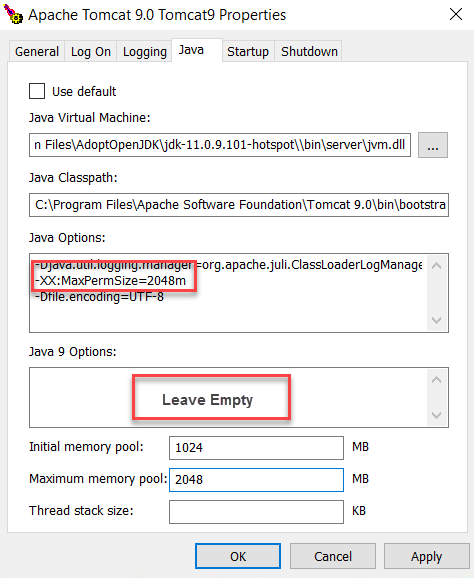 Apache Tomcat 9.0 Tomcat9 Properties
General Log On Logging Java Startup Shutdown
Use default
Java Virtual Machine:
n Files\AdoptOpenJDK\jdk-11.0.9.101-hotspot\\bin\server\jvm.dll ...
Java Classpath:
C:\Program Files\Apache Software Foundation\Tomcat 9.0\bin\bootstra
Java Options:
-Djava.util.logging.manager=org.apache.juli.ClassLoaderLogManage
-XX:MaxPermSize=2048m
-Dfile.encoding=UTF-8
Java 9 Options:
Leave Empty
Initial memory pool: 1024 MB
Maximum memory pool: 2048 MB
Thread stack size: KB
OK Cancel Apply